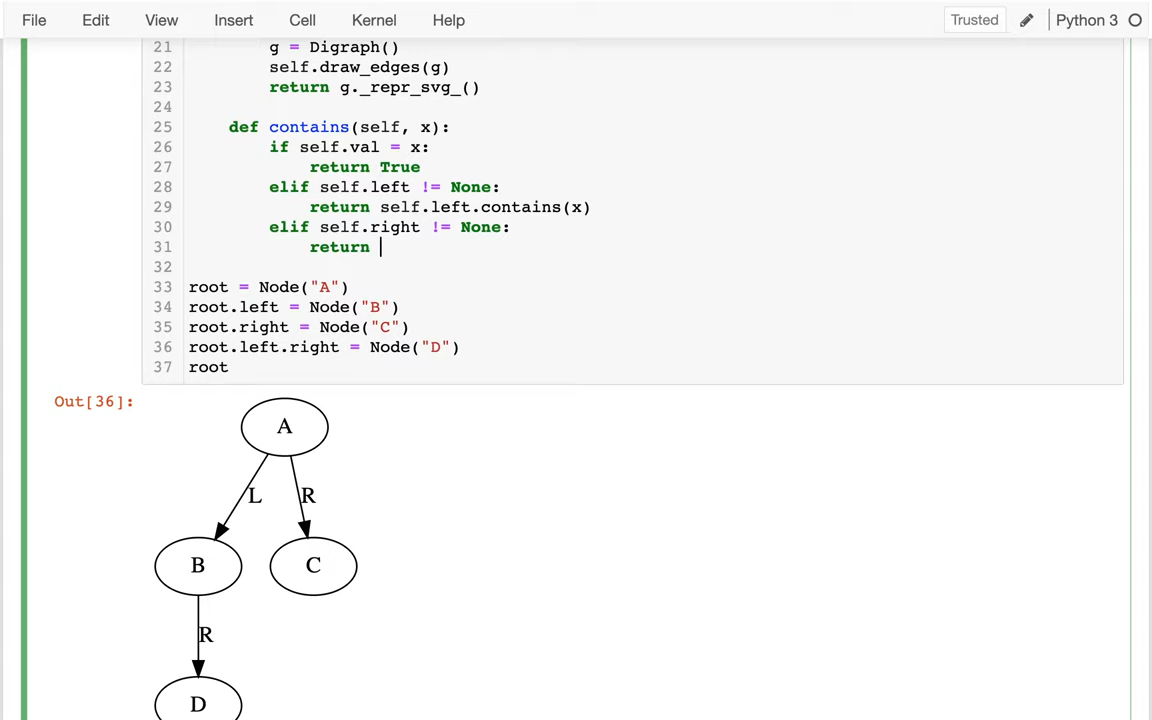 File Edit View Insert Cell Kernel Help Trusted Python 3
21 g = Digraph()
22 self.draw_edges(g)
23 return g._repr_svg_()
24
25 def contains(self, x):
26 if self.val = x:
27 return True
28 elif self.left != None:
29 return self.left.contains(x)
30 elif self.right != None:
31 return
32
33 root = Node("A")
34 root.left = Node("B")
35 root.right = Node("C")
36 root.left.right = Node("D")
37 root
Out[36]:
A
L R
B C
R
D